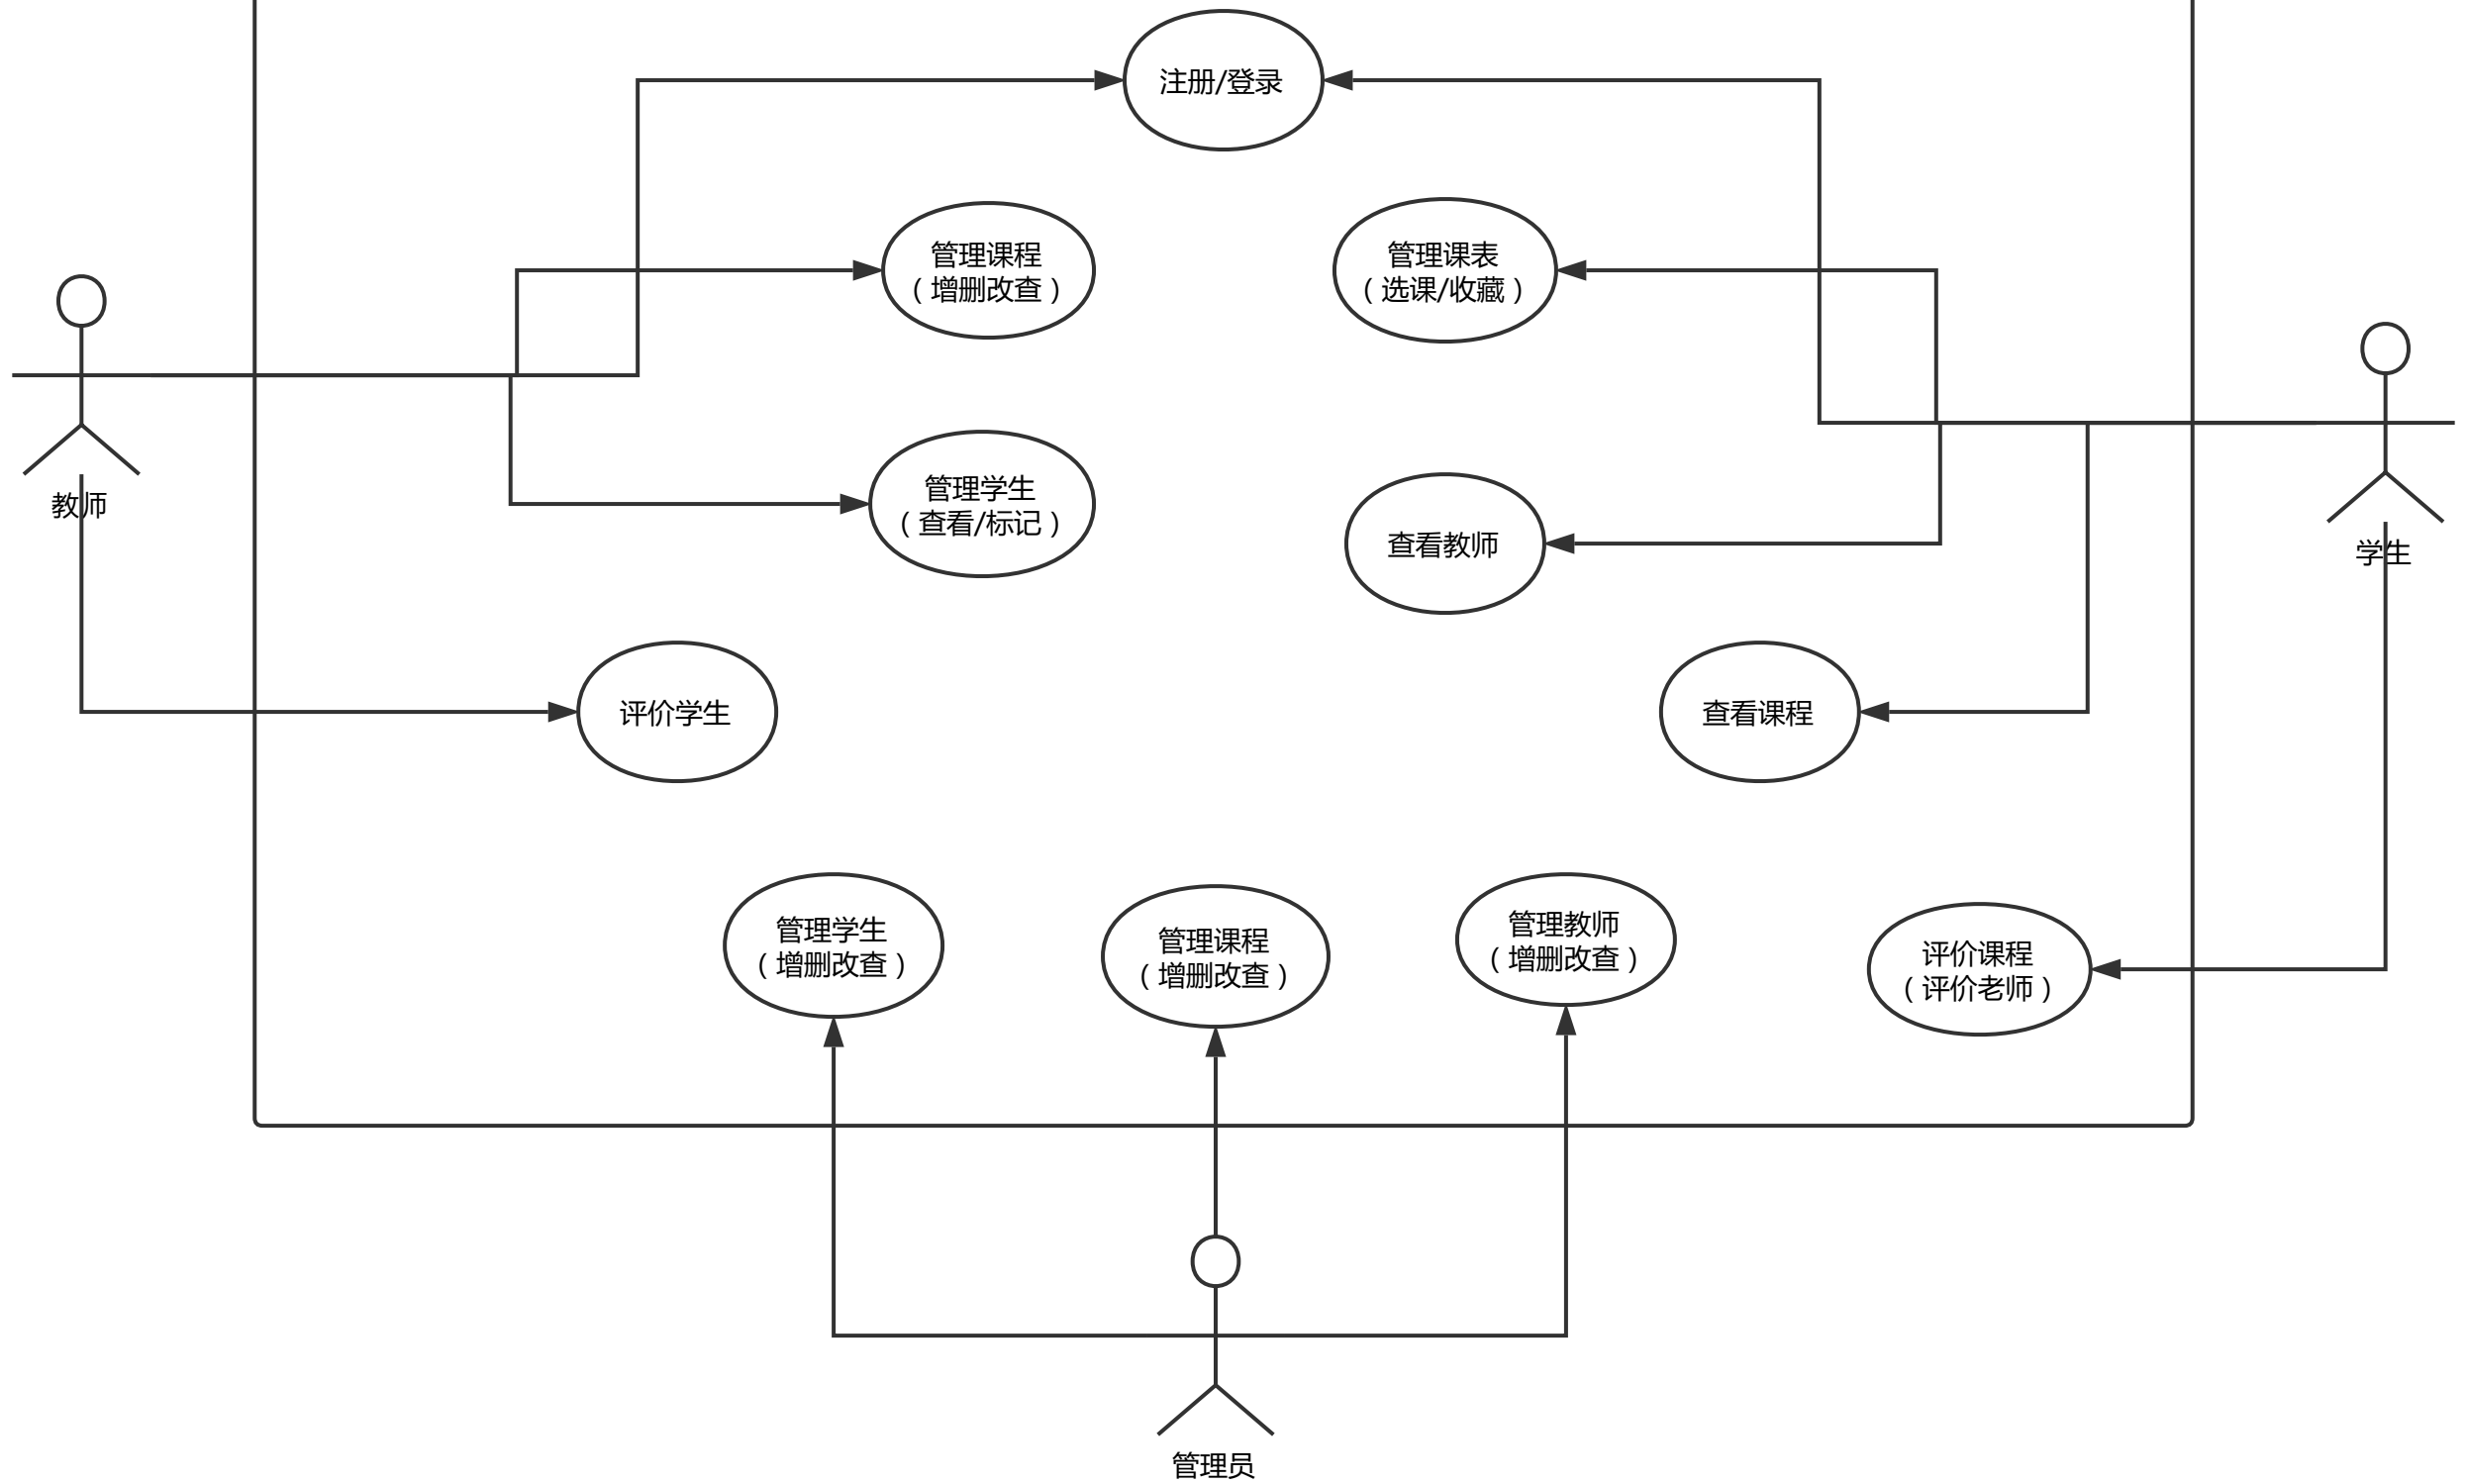 注册/登录
管理课程
（增删改查）
管理课表
（选课/收藏）
教师
管理学生
（查看/标记）
查看教师
学生
评价学生
查看课程
管理学生
（增删改查）
管理课程
（增删改查）
管理教师
（增删改查）
评价课程
（评价老师）
管理员